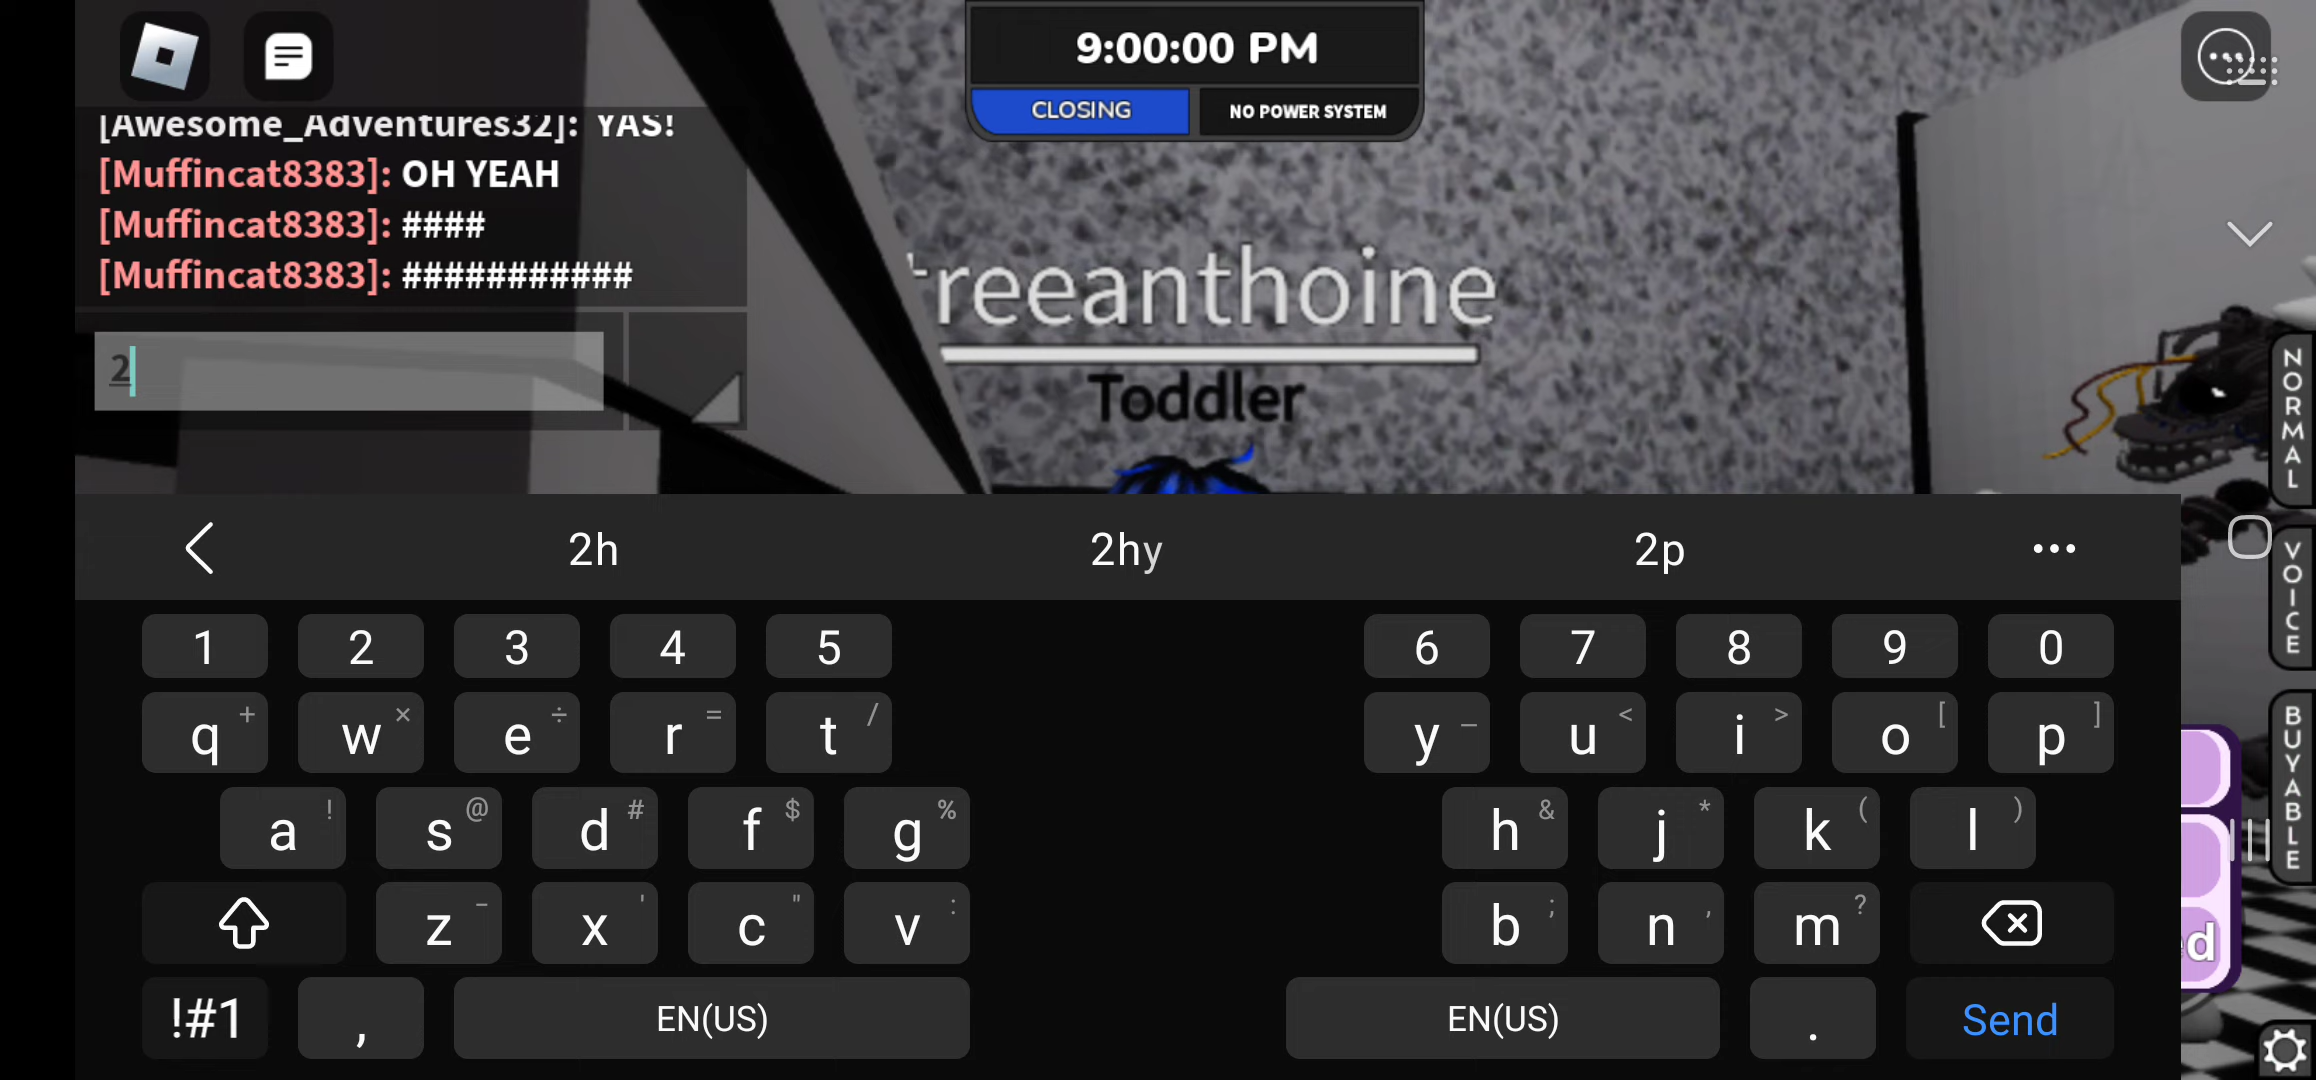 9:00:00 PM
CLOSING
NO POWER SYSTEM
[Awesome_Adventures32]: YAS!
[Muffincat8383]: OH YEAH
[Muffincat8383]: ####
[Muffincat8383]: ###########
treeanthoine
Toddler
2
NORMAL
VOICE
BUYABLE
ed
2h 2hy 2p
1 2 3 4 5 6 7 8 9 0
q + w × e ÷ r = t / y _ u < i > o [ p ]
a ! s @ d # f $ g % h & j * k ( l )
z - x ' c " v : b ; n , m ?
!#1 , EN(US) EN(US) . Send